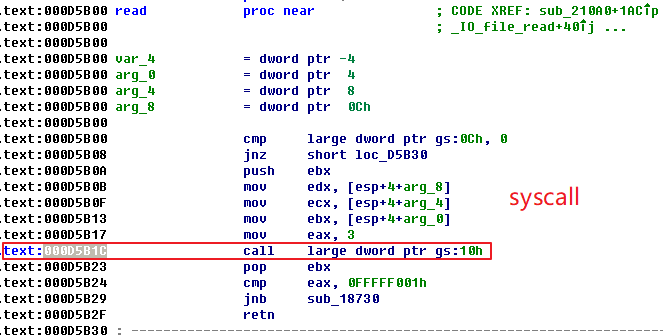 .text:000D5B00 read proc near ; CODE XREF: sub_210A0+1ACîp
.text:000D5B00 ; _IO_file_read+40îj ...
.text:000D5B00
.text:000D5B00 var_4 = dword ptr -4
.text:000D5B00 arg_0 = dword ptr 4
.text:000D5B00 arg_4 = dword ptr 8
.text:000D5B00 arg_8 = dword ptr 0Ch
.text:000D5B00
.text:000D5B00 cmp large dword ptr gs:0Ch, 0
.text:000D5B08 jnz short loc_D5B30
.text:000D5B0A push ebx
.text:000D5B0B mov edx, [esp+4+arg_8]
.text:000D5B0F mov ecx, [esp+4+arg_4]
syscall
.text:000D5B13 mov ebx, [esp+4+arg_0]
.text:000D5B17 mov eax, 3
.text:000D5B1C call large dword ptr gs:10h
.text:000D5B23 pop ebx
.text:000D5B24 cmp eax, 0FFFFF001h
.text:000D5B29 jnb sub_18730
.text:000D5B2F retn
.text:000D5B30 ; ---------------------------------------------------------------------------